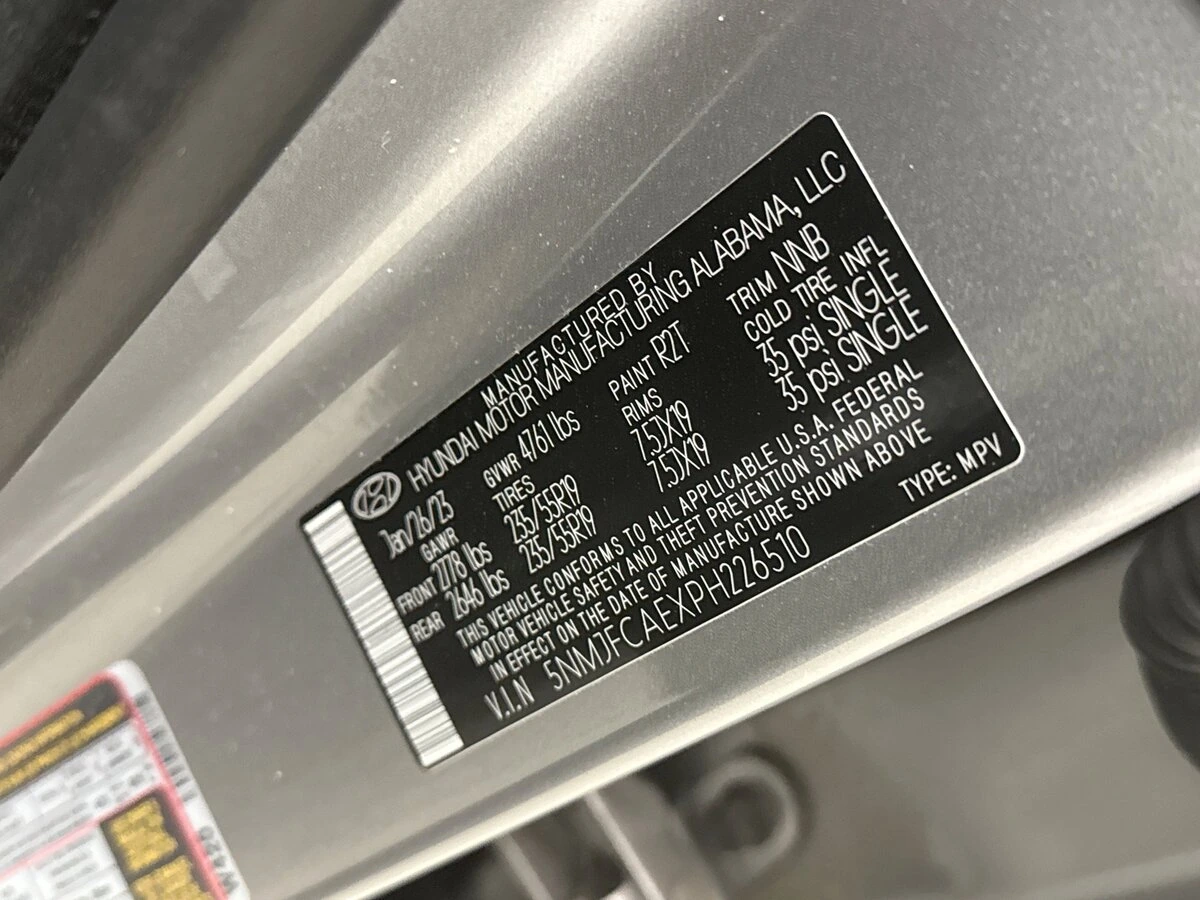 MANUFACTURED BY
HYUNDAI MOTOR MANUFACTURING ALABAMA, LLC
Jan/26/23 GVWR 4761 lbs PAINT R2T TRIM NNB
GAWR TIRES RIMS COLD TIRE INFL
FRONT 2778 lbs 235/55R19 7.5JX19 35 psi SINGLE
REAR 2646 lbs 235/55R19 7.5JX19 35 psi SINGLE
THIS VEHICLE CONFORMS TO ALL APPLICABLE U.S.A. FEDERAL
MOTOR VEHICLE SAFETY AND THEFT PREVENTION STANDARDS
IN EFFECT ON THE DATE OF MANUFACTURE SHOWN ABOVE
V.I.N 5NMJFCAEXPH226510 TYPE: MPV